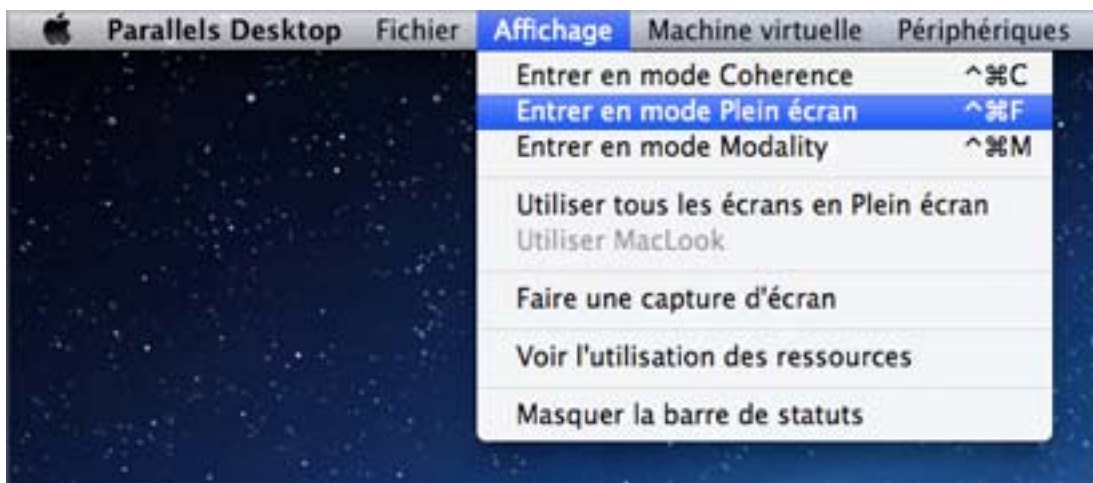 Parallels Desktop Fichier Affichage Machine virtuelle Périphériques
Entrer en mode Coherence ^⌘C
Entrer en mode Plein écran ^⌘F
Entrer en mode Modality ^⌘M
Utiliser tous les écrans en Plein écran
Utiliser MacLook
Faire une capture d'écran
Voir l'utilisation des ressources
Masquer la barre de statuts